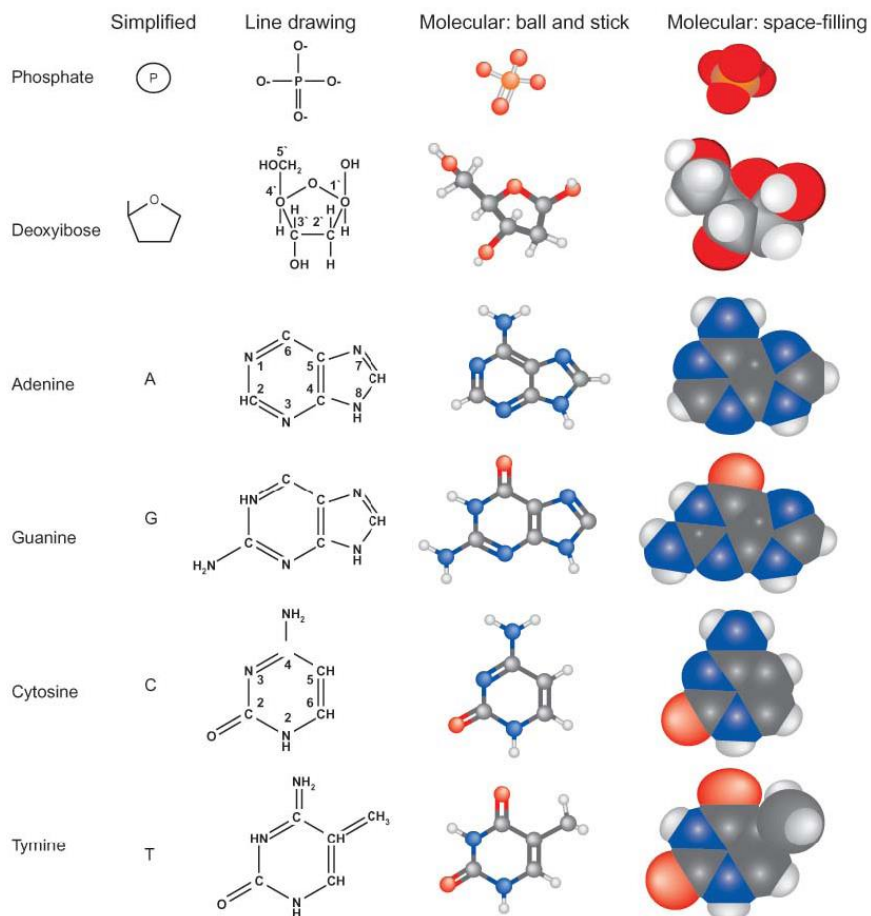 Simplified Line drawing Molecular: ball and stick Molecular: space-filling
Phosphate
P
O-
O- P O-
O-
Deoxyibose
O
5`
HOCH2 OH
O
4` 1`
O O
H H
H 3` 2` H
OH H
Adenine
A
C
N 6 N
1 5 C 7
2 4 CH
HC C 8
3 N
N H
Guanine
G
C
HN C N
CH
C C
H2N N NH
Cytosine
C
NH2
C
N 4 CH
3 5
2 6
C 2 CH
O N
H
Tymine
T
NH2
C CH3
HN CH
C CH
O N
H